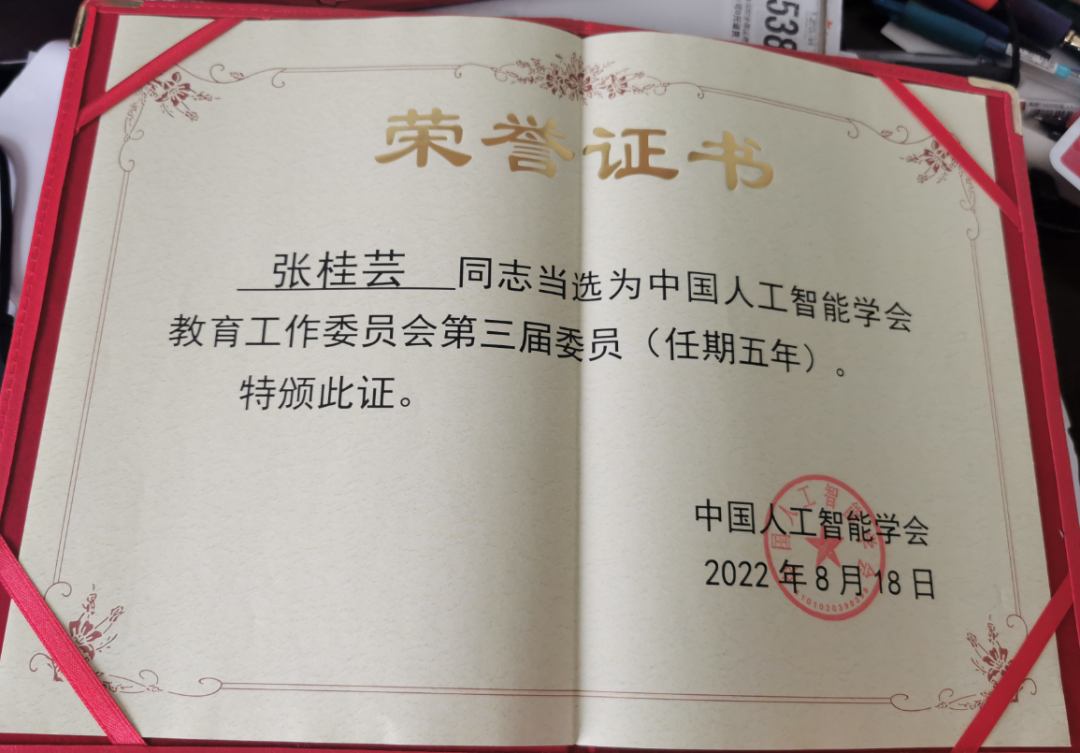 538
荣誉证书
张桂芸 同志当选为中国人工智能学会
教育工作委员会第三届委员（任期五年）。
特颁此证。
中国人工智能学会
2022年8月18日